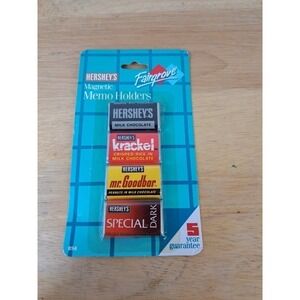 HERSHEY'S
Magnetic
Memo Holders
Fairgrove
HERSHEY'S
MILK CHOCOLATE
HERSHEY'S
krackel
CRISPED RICE IN
MILK CHOCOLATE
HERSHEY'S
mr.Goodbar
PEANUTS IN MILK CHOCOLATE
HERSHEY'S
SPECIAL DARK
5
year
guarantee